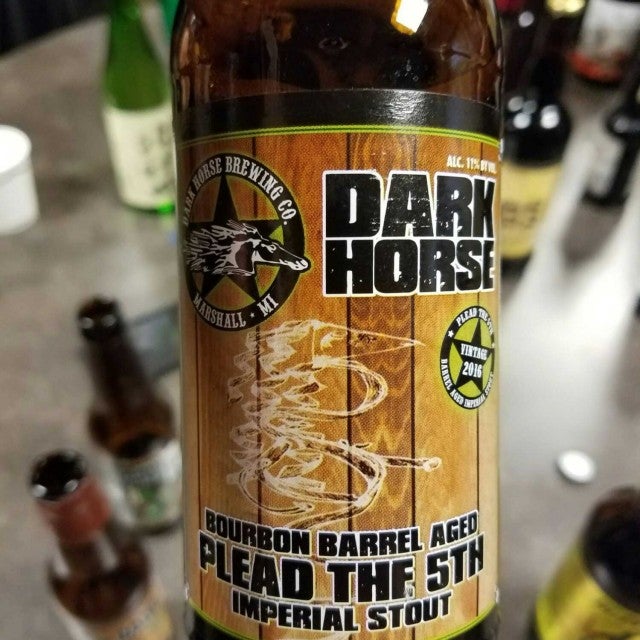 ALC. 11% BY VOL.
DARK HORSE BREWING CO.
MARSHALL • MI
DARK
HORSE
PLEAD THE 5TH
VINTAGE
2016
BARREL AGED IMPERIAL STOUT
BOURBON BARREL AGED
PLEAD THE 5TH
IMPERIAL STOUT